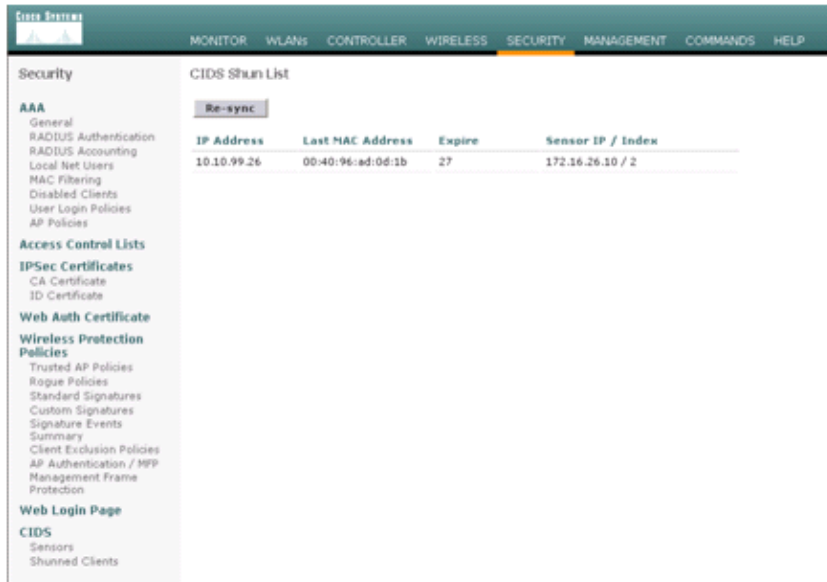 Cisco Systems
MONITOR WLANs CONTROLLER WIRELESS SECURITY MANAGEMENT COMMANDS HELP
Security
AAA
General
RADIUS Authentication
RADIUS Accounting
Local Net Users
MAC Filtering
Disabled Clients
User Login Policies
AP Policies
Access Control Lists
IPSec Certificates
CA Certificate
ID Certificate
Web Auth Certificate
Wireless Protection
Policies
Trusted AP Policies
Rogue Policies
Standard Signatures
Custom Signatures
Signature Events
Summary
Client Exclusion Policies
AP Authentication / MFP
Management Frame
Protection
Web Login Page
CIDS
Sensors
Shunned Clients
CIDS Shun List
Re-sync
IP Address Last MAC Address Expire Sensor IP / Index
10.10.99.26 00:40:96:ad:0d:1b 27 172.16.26.10 / 2